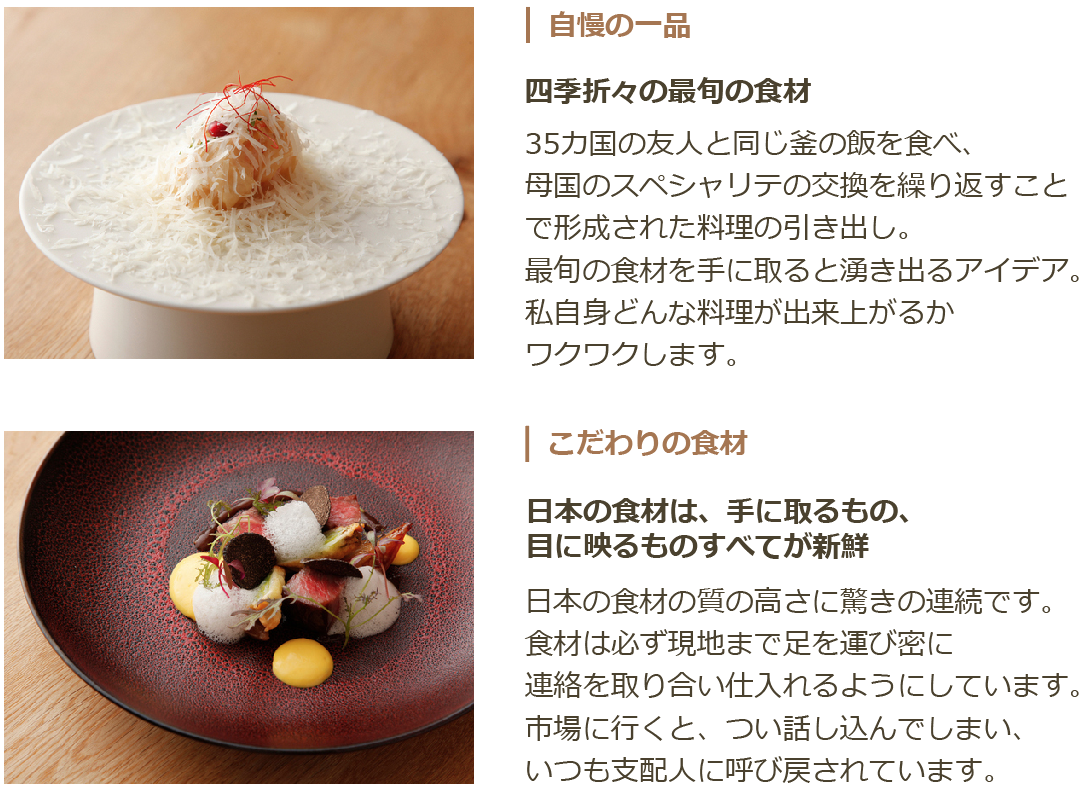 自慢の一品
四季折々の最旬の食材
35カ国の友人と同じ釜の飯を食べ、
母国のスペシャリテの交換を繰り返すこと
で形成された料理の引き出し。
最旬の食材を手に取ると湧き出るアイデア。
私自身どんな料理が出来上がるか
ワクワクします。
こだわりの食材
日本の食材は、手に取るもの、
目に映るものすべてが新鮮
日本の食材の質の高さに驚きの連続です。
食材は必ず現地まで足を運び密に
連絡を取り合い仕入れるようにしています。
市場に行くと、つい話し込んでしまい、
いつも支配人に呼び戻されています。